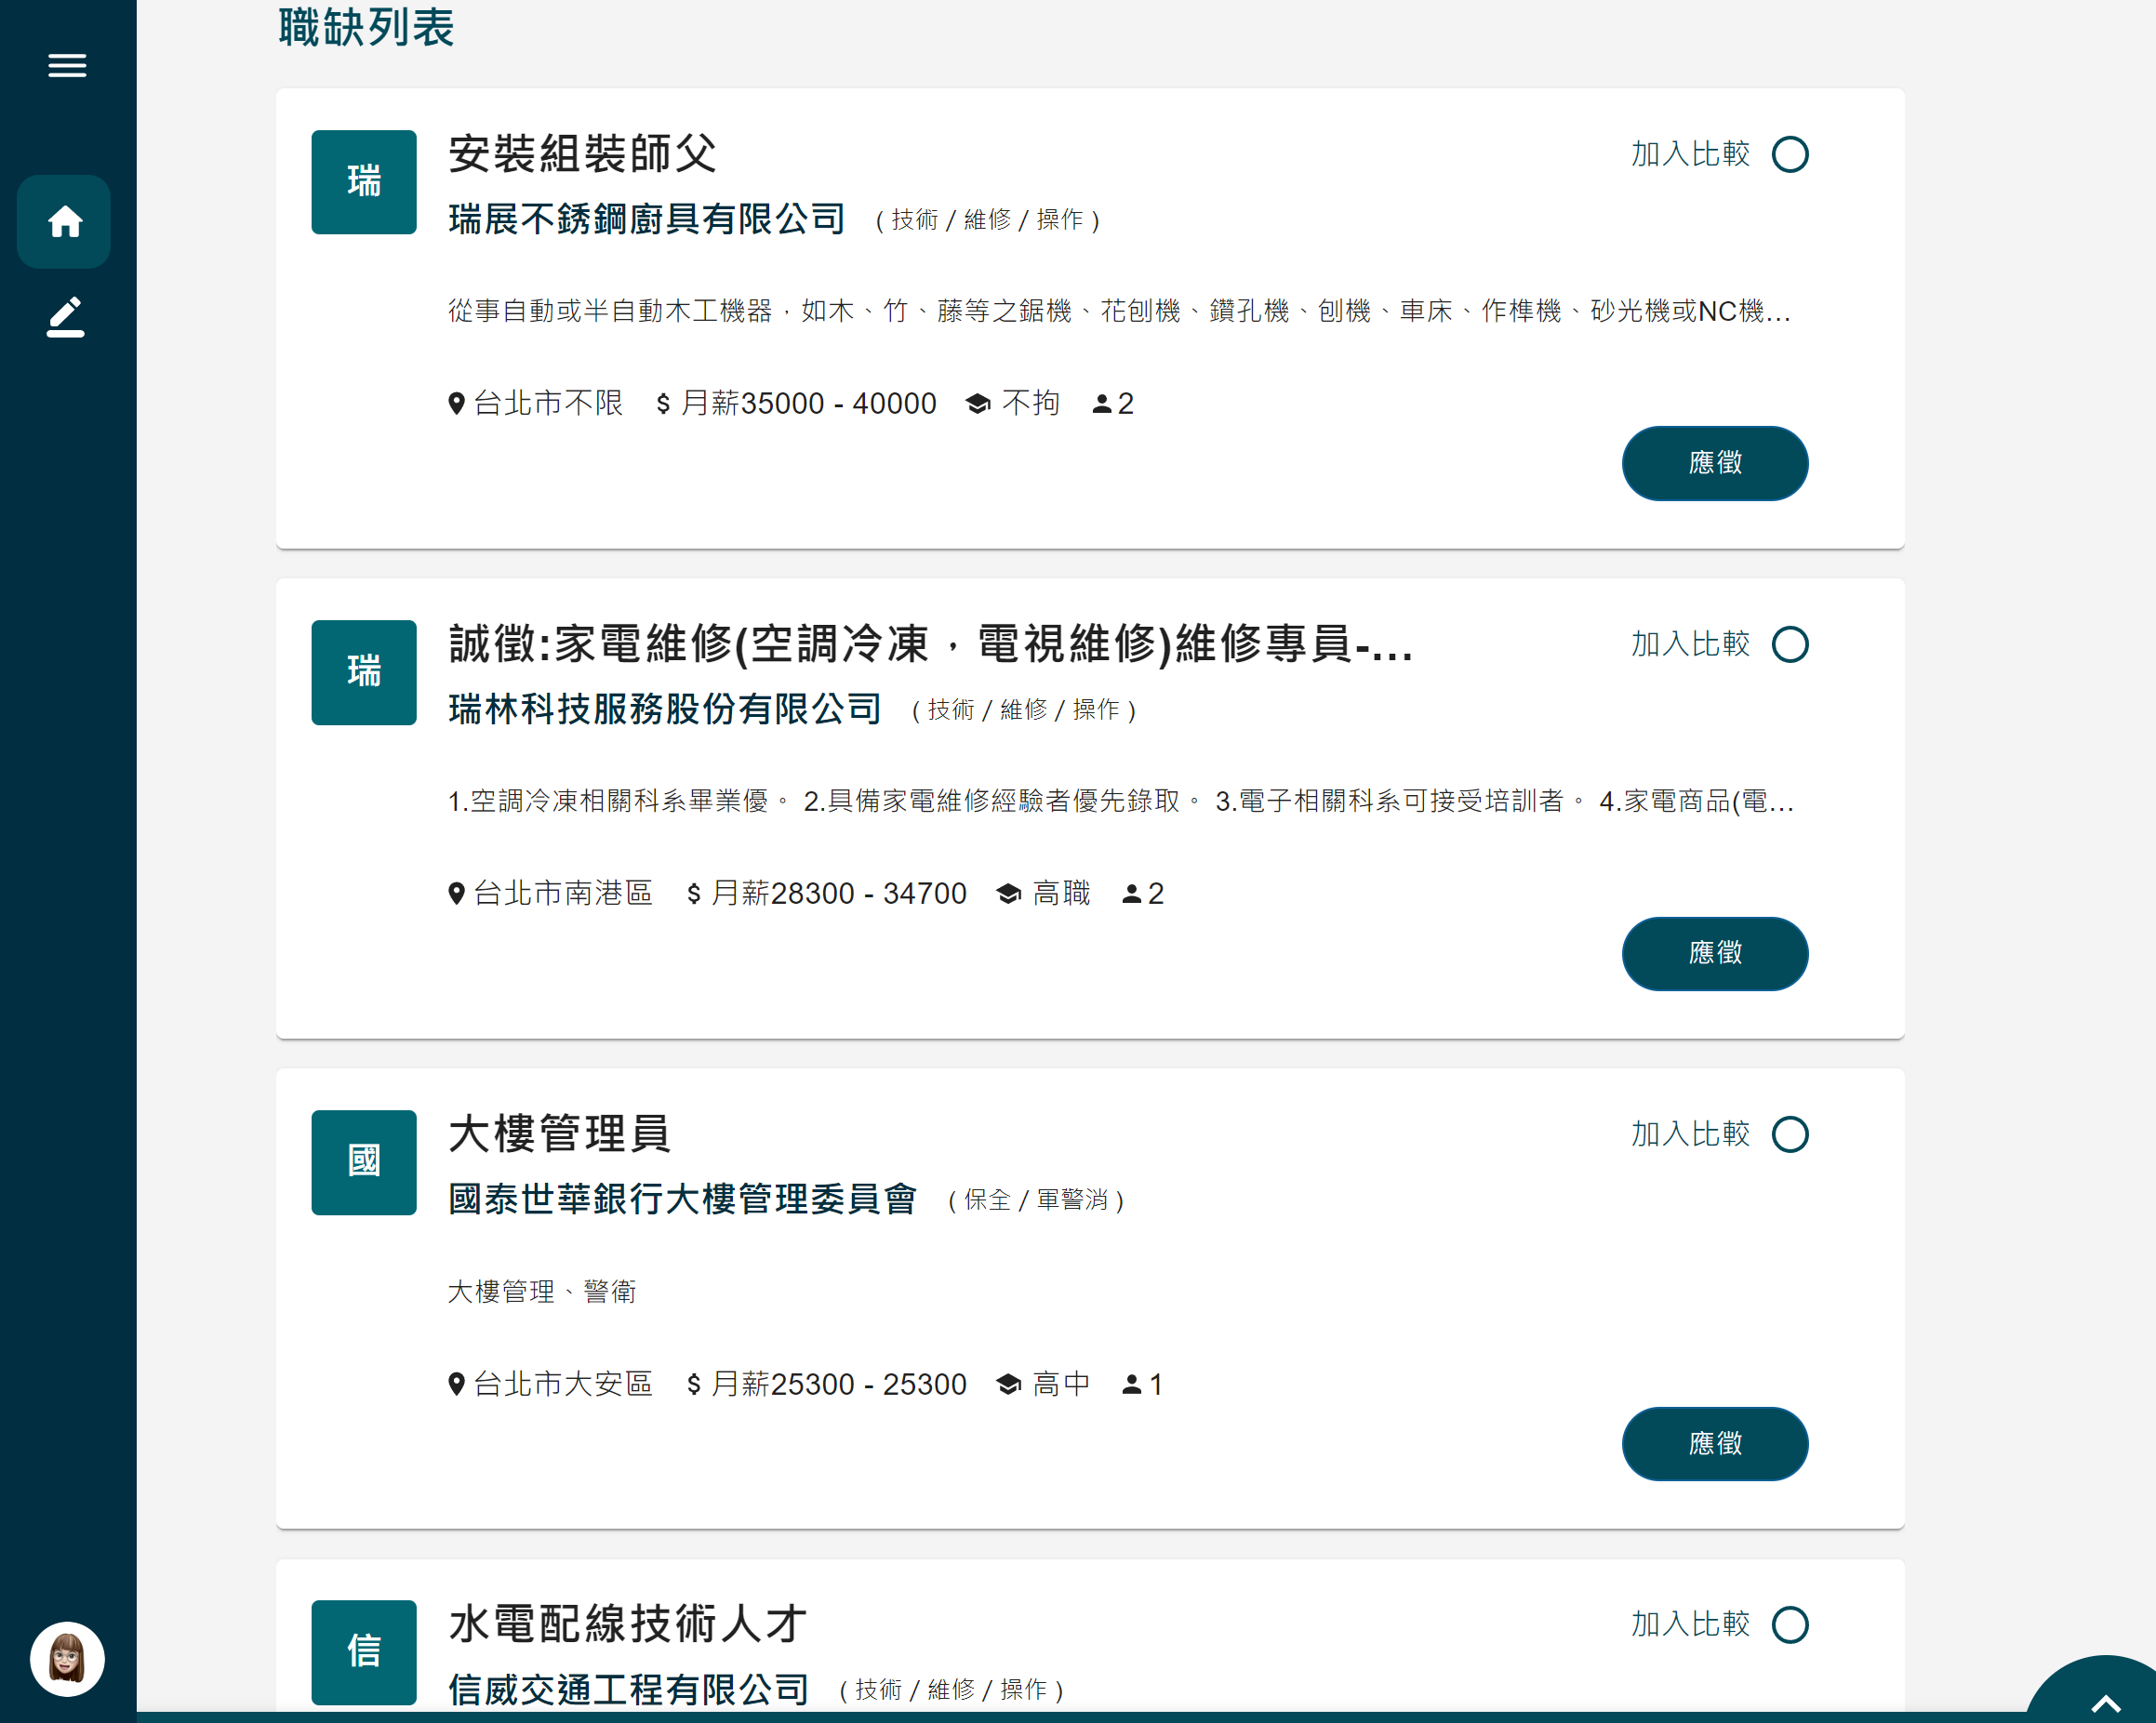 職缺列表
瑞
安裝組裝師父
加入比較
瑞展不銹鋼廚具有限公司 ( 技術 / 維修 / 操作 )
從事自動或半自動木工機器，如木、竹、藤等之鋸機、花刨機、鑽孔機、刨機、車床、作榫機、砂光機或NC機...
台北市不限 $ 月薪35000 - 40000 不拘 2
應徵
瑞
誠徵:家電維修(空調冷凍，電視維修)維修專員-...
加入比較
瑞林科技服務股份有限公司 ( 技術 / 維修 / 操作 )
1.空調冷凍相關科系畢業優。 2.具備家電維修經驗者優先錄取。 3.電子相關科系可接受培訓者。 4.家電商品(電...
台北市南港區 $ 月薪28300 - 34700 高職 2
應徵
國
大樓管理員
加入比較
國泰世華銀行大樓管理委員會 ( 保全 / 軍警消 )
大樓管理、警衛
台北市大安區 $ 月薪25300 - 25300 高中 1
應徵
信
水電配線技術人才
加入比較
信威交通工程有限公司 ( 技術 / 維修 / 操作 )